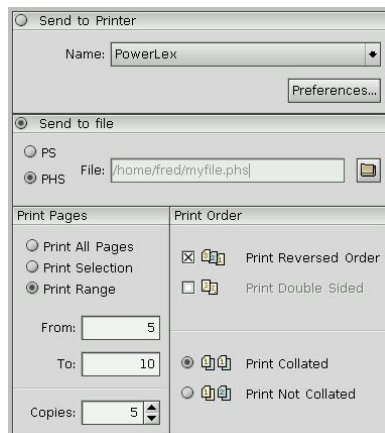 Send to Printer
Name: PowerLex
Preferences...
Send to file
PS
PHS
File: /home/fred/myfile.phs
Print Pages
Print All Pages
Print Selection
Print Range
From: 5
To: 10
Copies: 5
Print Order
Print Reversed Order
Print Double Sided
Print Collated
Print Not Collated